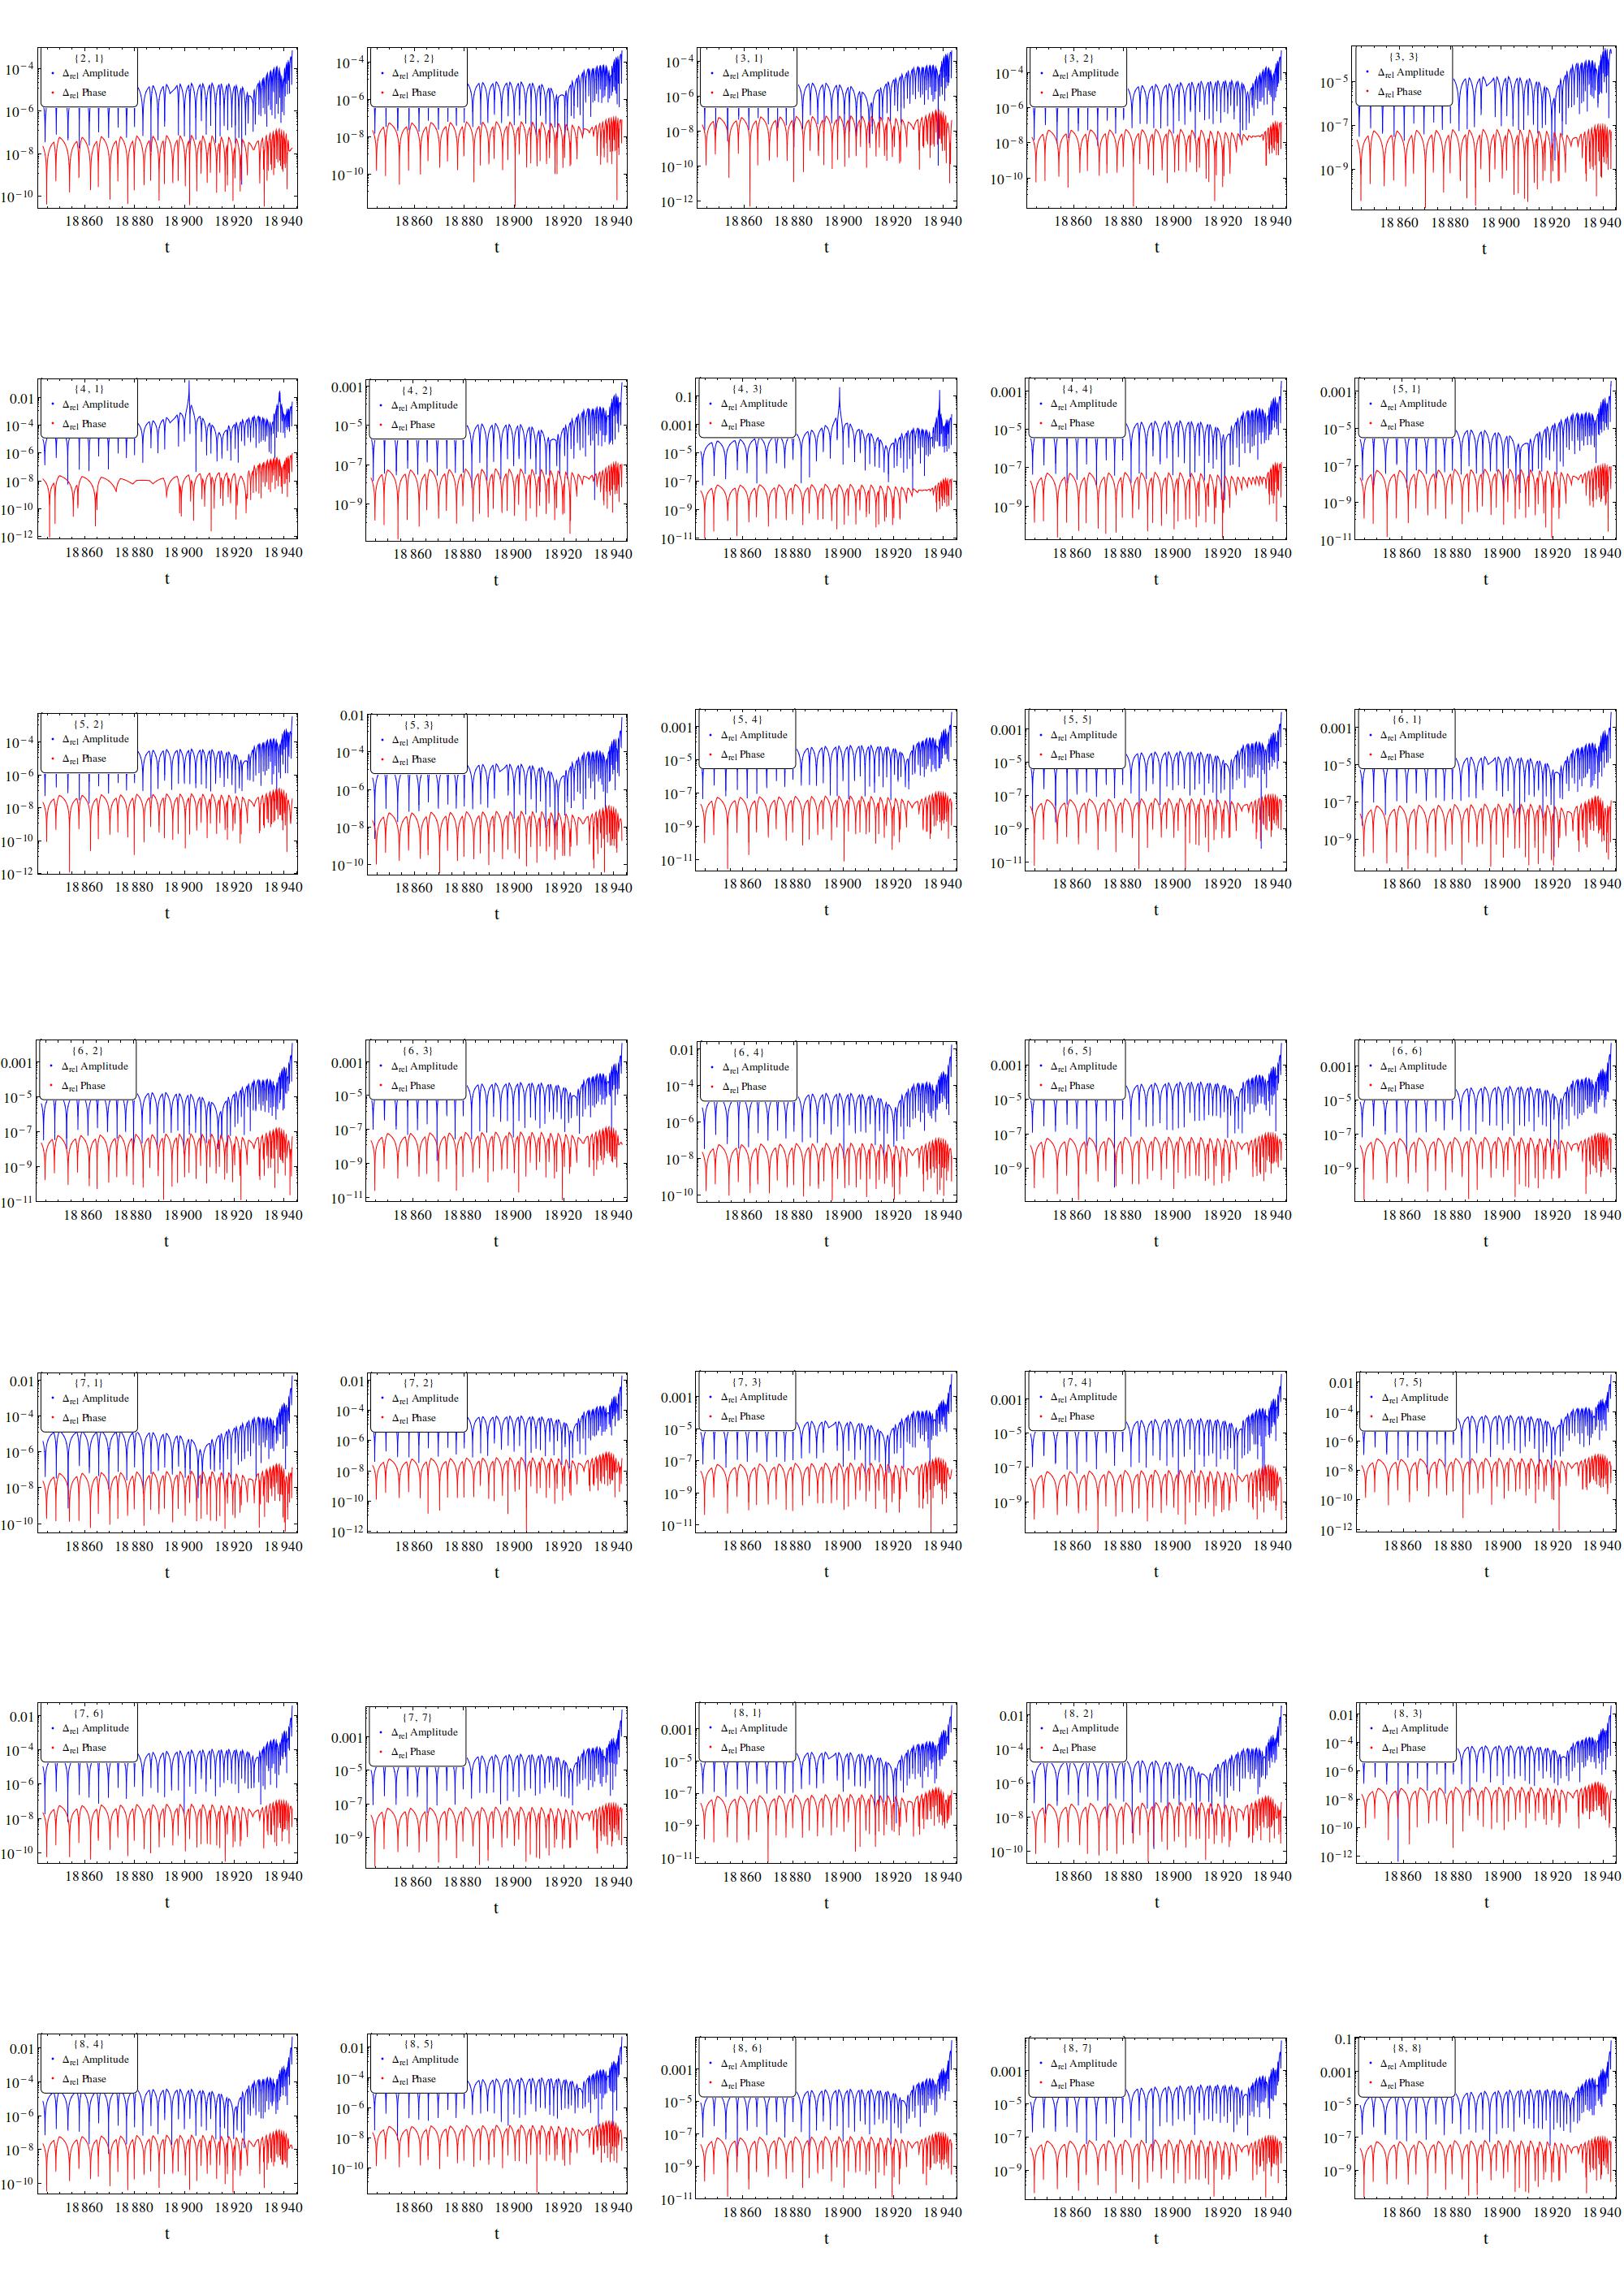 {2, 1}
Δrel Amplitude
Δrel Phase
10⁻⁴
10⁻⁶
10⁻⁸
10⁻¹⁰
18 860 18 880 18 900 18 920 18 940
t
{2, 2}
Δrel Amplitude
Δrel Phase
10⁻⁴
10⁻⁶
10⁻⁸
10⁻¹⁰
18 860 18 880 18 900 18 920 18 940
t
{3, 1}
Δrel Amplitude
Δrel Phase
10⁻⁴
10⁻⁶
10⁻⁸
10⁻¹⁰
10⁻¹²
18 860 18 880 18 900 18 920 18 940
t
{3, 2}
Δrel Amplitude
Δrel Phase
10⁻⁴
10⁻⁶
10⁻⁸
10⁻¹⁰
18 860 18 880 18 900 18 920 18 940
t
{3, 3}
Δrel Amplitude
Δrel Phase
10⁻⁵
10⁻⁷
10⁻⁹
18 860 18 880 18 900 18 920 18 940
t
{4, 1}
Δrel Amplitude
Δrel Phase
0.01
10⁻⁴
10⁻⁶
10⁻⁸
10⁻¹⁰
10⁻¹²
18 860 18 880 18 900 18 920 18 940
t
{4, 2}
Δrel Amplitude
Δrel Phase
0.001
10⁻⁵
10⁻⁷
10⁻⁹
18 860 18 880 18 900 18 920 18 940
t
{4, 3}
Δrel Amplitude
Δrel Phase
0.1
0.001
10⁻⁵
10⁻⁷
10⁻⁹
10⁻¹¹
18 860 18 880 18 900 18 920 18 940
t
{4, 4}
Δrel Amplitude
Δrel Phase
0.001
10⁻⁵
10⁻⁷
10⁻⁹
18 860 18 880 18 900 18 920 18 940
t
{5, 1}
Δrel Amplitude
Δrel Phase
0.001
10⁻⁵
10⁻⁷
10⁻⁹
10⁻¹¹
18 860 18 880 18 900 18 920 18 940
t
{5, 2}
Δrel Amplitude
Δrel Phase
10⁻⁴
10⁻⁶
10⁻⁸
10⁻¹⁰
10⁻¹²
18 860 18 880 18 900 18 920 18 940
t
{5, 3}
Δrel Amplitude
Δrel Phase
0.01
10⁻⁴
10⁻⁶
10⁻⁸
10⁻¹⁰
18 860 18 880 18 900 18 920 18 940
t
{5, 4}
Δrel Amplitude
Δrel Phase
0.001
10⁻⁵
10⁻⁷
10⁻⁹
10⁻¹¹
18 860 18 880 18 900 18 920 18 940
t
{5, 5}
Δrel Amplitude
Δrel Phase
0.001
10⁻⁵
10⁻⁷
10⁻⁹
10⁻¹¹
18 860 18 880 18 900 18 920 18 940
t
{6, 1}
Δrel Amplitude
Δrel Phase
0.001
10⁻⁵
10⁻⁷
10⁻⁹
18 860 18 880 18 900 18 920 18 940
t
{6, 2}
Δrel Amplitude
Δrel Phase
0.001
10⁻⁵
10⁻⁷
10⁻⁹
10⁻¹¹
18 860 18 880 18 900 18 920 18 940
t
{6, 3}
Δrel Amplitude
Δrel Phase
0.001
10⁻⁵
10⁻⁷
10⁻⁹
10⁻¹¹
18 860 18 880 18 900 18 920 18 940
t
{6, 4}
Δrel Amplitude
Δrel Phase
0.01
10⁻⁴
10⁻⁶
10⁻⁸
10⁻¹⁰
18 860 18 880 18 900 18 920 18 940
t
{6, 5}
Δrel Amplitude
Δrel Phase
0.001
10⁻⁵
10⁻⁷
10⁻⁹
18 860 18 880 18 900 18 920 18 940
t
{6, 6}
Δrel Amplitude
Δrel Phase
0.001
10⁻⁵
10⁻⁷
10⁻⁹
18 860 18 880 18 900 18 920 18 940
t
{7, 1}
Δrel Amplitude
Δrel Phase
0.01
10⁻⁴
10⁻⁶
10⁻⁸
10⁻¹⁰
18 860 18 880 18 900 18 920 18 940
t
{7, 2}
Δrel Amplitude
Δrel Phase
0.01
10⁻⁴
10⁻⁶
10⁻⁸
10⁻¹⁰
10⁻¹²
18 860 18 880 18 900 18 920 18 940
t
{7, 3}
Δrel Amplitude
Δrel Phase
0.001
10⁻⁵
10⁻⁷
10⁻⁹
10⁻¹¹
18 860 18 880 18 900 18 920 18 940
t
{7, 4}
Δrel Amplitude
Δrel Phase
0.001
10⁻⁵
10⁻⁷
10⁻⁹
18 860 18 880 18 900 18 920 18 940
t
{7, 5}
Δrel Amplitude
Δrel Phase
0.01
10⁻⁴
10⁻⁶
10⁻⁸
10⁻¹⁰
10⁻¹²
18 860 18 880 18 900 18 920 18 940
t
{7, 6}
Δrel Amplitude
Δrel Phase
0.01
10⁻⁴
10⁻⁶
10⁻⁸
10⁻¹⁰
18 860 18 880 18 900 18 920 18 940
t
{7, 7}
Δrel Amplitude
Δrel Phase
0.001
10⁻⁵
10⁻⁷
10⁻⁹
18 860 18 880 18 900 18 920 18 940
t
{8, 1}
Δrel Amplitude
Δrel Phase
0.001
10⁻⁵
10⁻⁷
10⁻⁹
10⁻¹¹
18 860 18 880 18 900 18 920 18 940
t
{8, 2}
Δrel Amplitude
Δrel Phase
0.01
10⁻⁴
10⁻⁶
10⁻⁸
10⁻¹⁰
18 860 18 880 18 900 18 920 18 940
t
{8, 3}
Δrel Amplitude
Δrel Phase
0.01
10⁻⁴
10⁻⁶
10⁻⁸
10⁻¹⁰
10⁻¹²
18 860 18 880 18 900 18 920 18 940
t
{8, 4}
Δrel Amplitude
Δrel Phase
0.01
10⁻⁴
10⁻⁶
10⁻⁸
10⁻¹⁰
18 860 18 880 18 900 18 920 18 940
t
{8, 5}
Δrel Amplitude
Δrel Phase
0.01
10⁻⁴
10⁻⁶
10⁻⁸
10⁻¹⁰
18 860 18 880 18 900 18 920 18 940
t
{8, 6}
Δrel Amplitude
Δrel Phase
0.001
10⁻⁵
10⁻⁷
10⁻⁹
10⁻¹¹
18 860 18 880 18 900 18 920 18 940
t
{8, 7}
Δrel Amplitude
Δrel Phase
0.001
10⁻⁵
10⁻⁷
10⁻⁹
18 860 18 880 18 900 18 920 18 940
t
{8, 8}
Δrel Amplitude
Δrel Phase
0.1
0.001
10⁻⁵
10⁻⁷
10⁻⁹
18 860 18 880 18 900 18 920 18 940
t